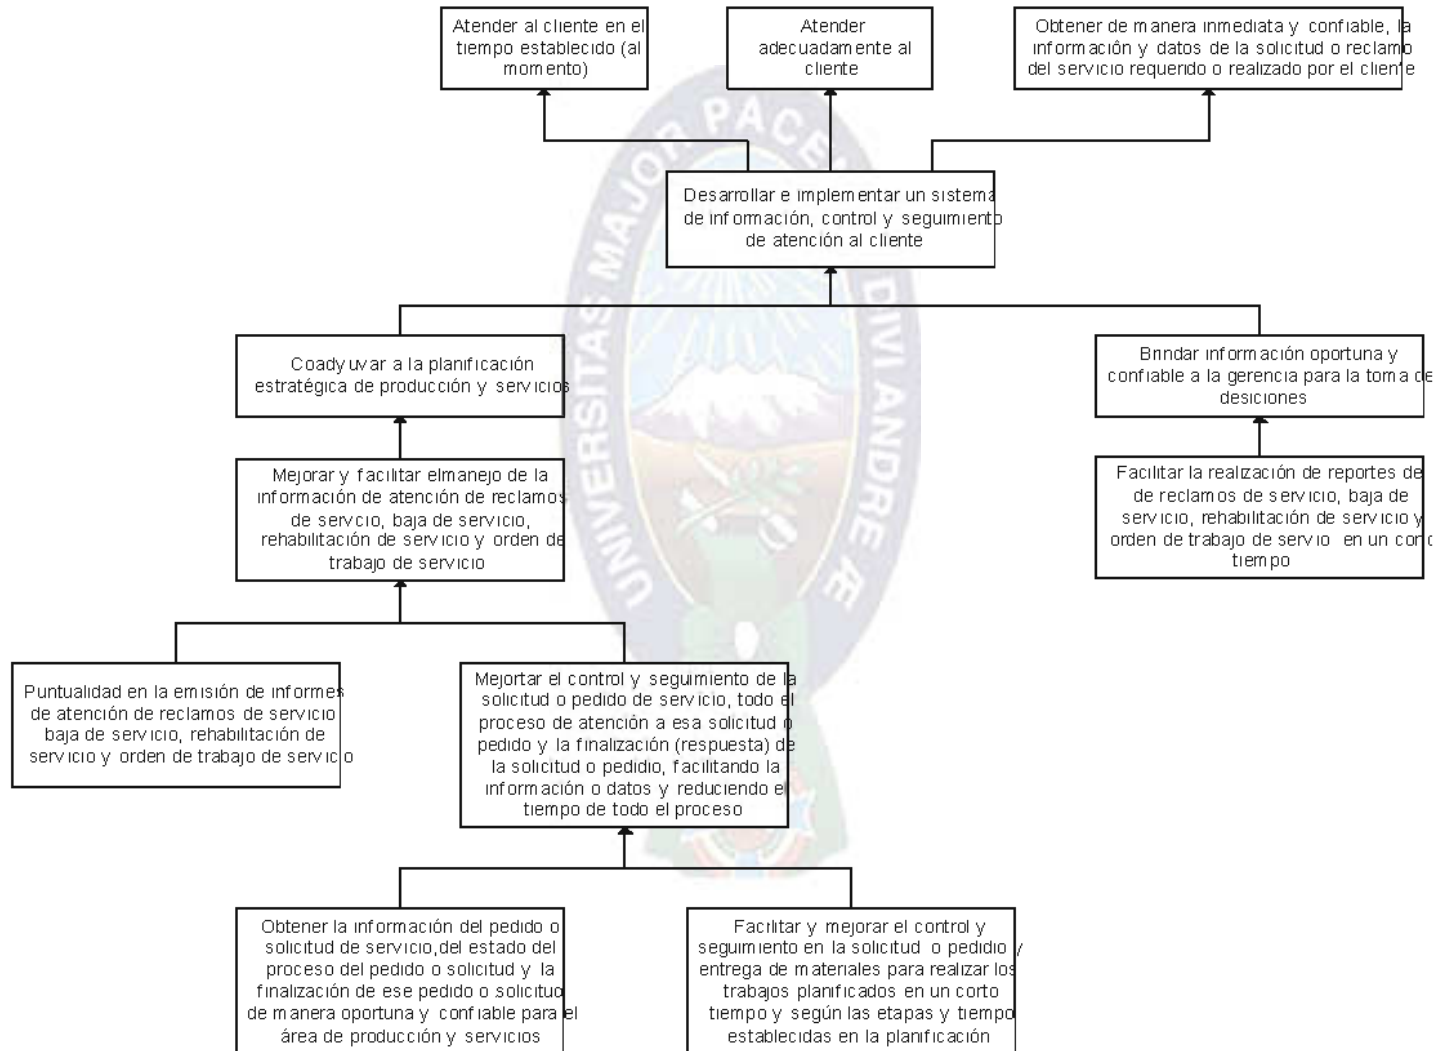 Atender al cliente en el
tiempo establecido (al
momento)
Atender
adecuadamente al
cliente
Obtener de manera inmediata y confiable, la
información y datos de la solicitud o reclamo
del servicio requerido o realizado por el cliente
Desarrollar e implementar un sistema
de información, control y seguimiento
de atención al cliente
Coadyuvar a la planificación
estratégica de producción y servicios
Brindar información oportuna y
confiable a la gerencia para la toma de
desiciones
Mejorar y facilitar elmanejo de la
información de atención de reclamos
de servcio, baja de servicio,
rehabilitación de servicio y orden de
trabajo de servicio
Facilitar la realización de reportes de
de reclamos de servicio, baja de
servicio, rehabilitación de servicio y
orden de trabajo de servio en un
tiempo
Puntualidad en la emisión de informes
de atención de reclamos de servicio
baja de servicio, rehabilitación de
servicio y orden de trabajo de servicio
Mejortar el control y seguimiento de la
solicitud o pedido de servicio, todo el
proceso de atención a esa solicitud o
pedido y la finalización (respuesta) de
la solicitud o pedidio, facilitando la
información o datos y reduciendo el
tiempo de todo el proceso
Obtener la información del pedido o
solicitud de servicio,del estado del
proceso del pedido o solicitud y la
finalización de ese pedido o solicitud
de manera oportuna y confiable para el
área de producción y servicios
Facilitar y mejorar el control y
seguimiento en la solicitud o pedidio y
entrega de materiales para realizar los
trabajos planificados en un corto
tiempo y según las etapas y tiempo
establecidas en la planificación
UNIVERSITAS MAJOR PACENSIS DIVI ANDRE Æ